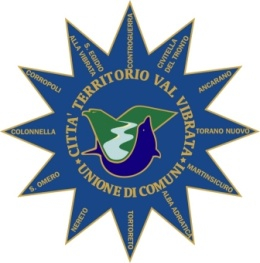 CITTA' TERRITORIO VAL VIBRATA
* UNIONE DI COMUNI *
CONTROGUERRA
CIVITELLA
DEL TRONTO
ANCARANO
TORANO NUOVO
MARTINSICURO
ALBA ADRIATICA
TORTORETO
NERETO
S. OMERO
COLONNELLA
CORROPOLI
S. EGIDIO
ALLA VIBRATA